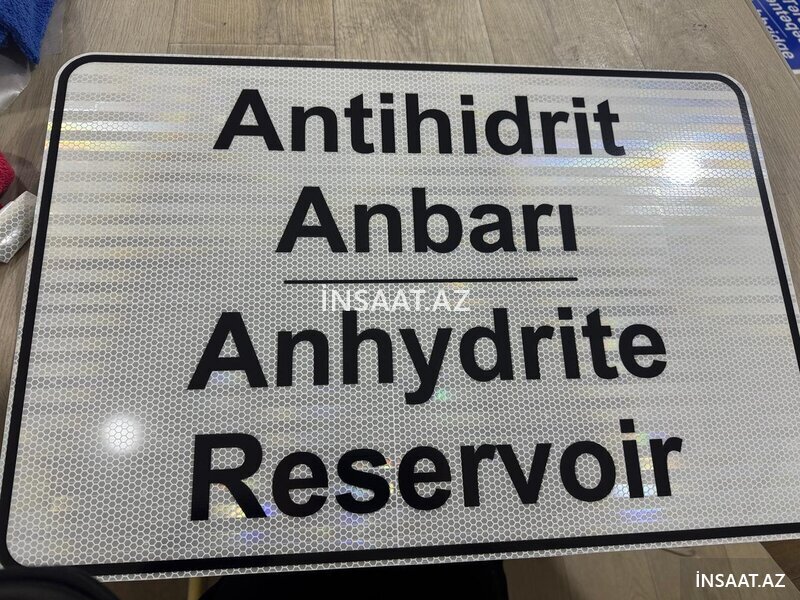 Antihidrit
Anbarı
Anhydrite
Reservoir
İNSAAT.AZ
İNSAAT.AZ